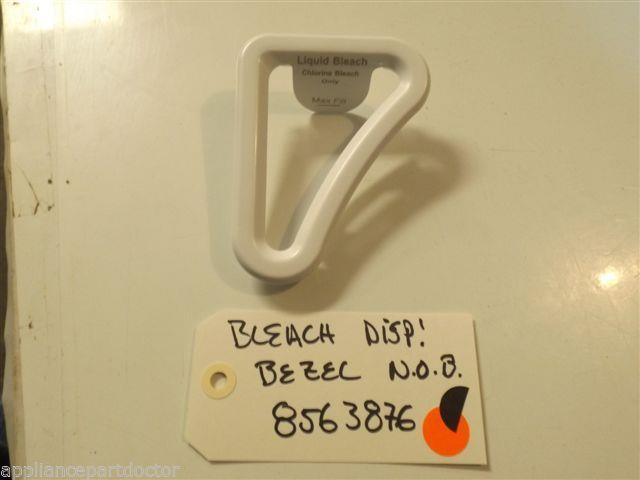 Liquid Bleach
Chlorine Bleach
Only
Max Fill
BLEACH DISP!
BEZEL N.O.B.
8563876
appliancepartdoctor